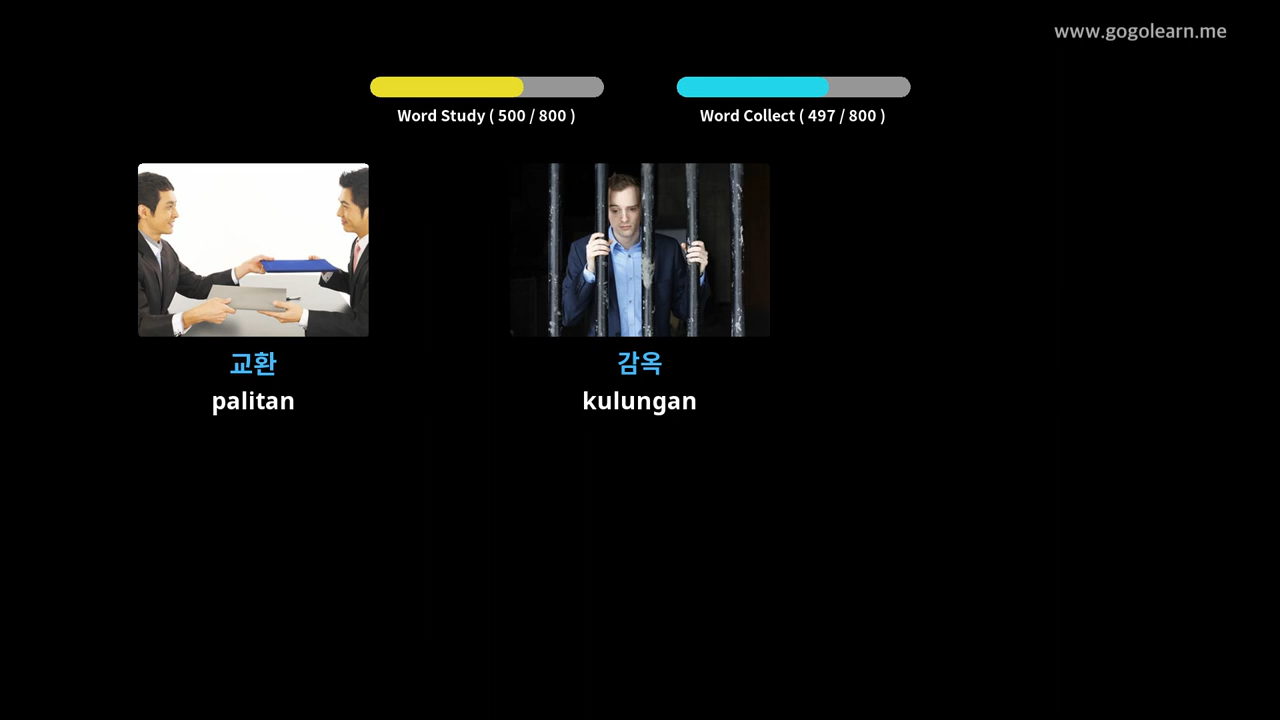 www.gogolearn.me
Word Study ( 500 / 800 )
Word Collect ( 497 / 800 )
교환
palitan
감옥
kulungan